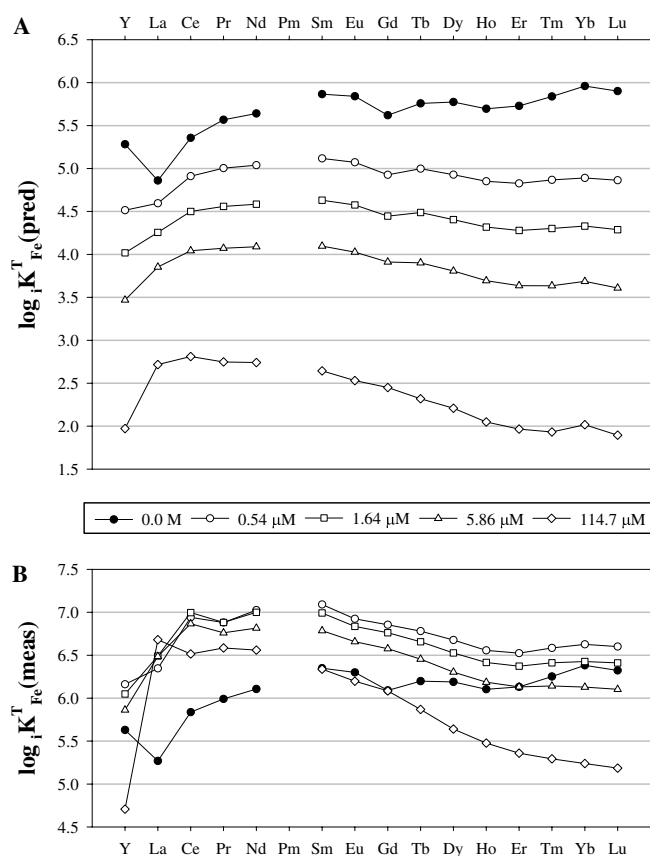 A
Y La Ce Pr Nd Pm Sm Eu Gd Tb Dy Ho Er Tm Yb Lu
6.5
6.0
5.5
5.0
4.5
4.0
3.5
3.0
2.5
2.0
1.5
log iK^T Fe(pred)
0.0 M 0.54 μM 1.64 μM 5.86 μM 114.7 μM
B
7.5
7.0
6.5
6.0
5.5
5.0
4.5
log iK^T Fe(meas)
Y La Ce Pr Nd Pm Sm Eu Gd Tb Dy Ho Er Tm Yb Lu